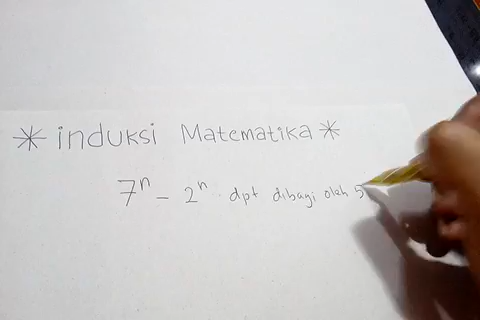 * induksi Matematika *
7ⁿ - 2ⁿ dpt dibagi oleh 5